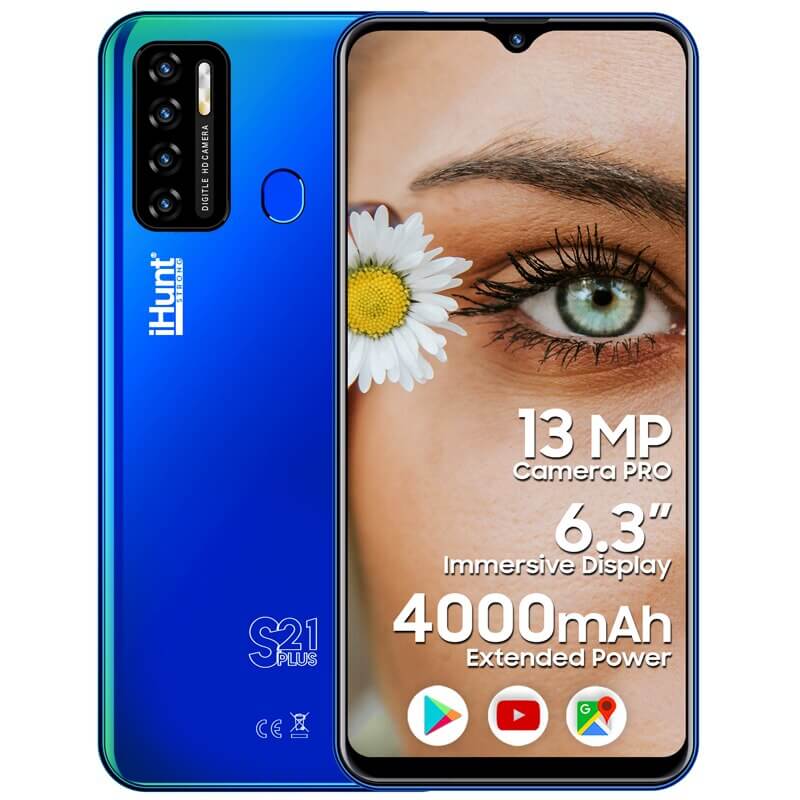 DIGITLE HD CAMERA
iHunt®
STRONG
S21
PLUS
CE
13 MP
Camera PRO
6.3”
Immersive Display
4000mAh
Extended Power
G